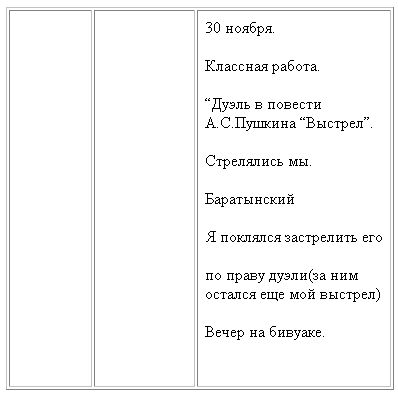 30 ноября.
Классная работа.
“Дуэль в повести
А.С.Пушкина “Выстрел”.
Стрелялись мы.
Баратынский
Я поклялся застрелить его
по праву дуэли(за ним
остался еще мой выстрел)
Вечер на бивуаке.